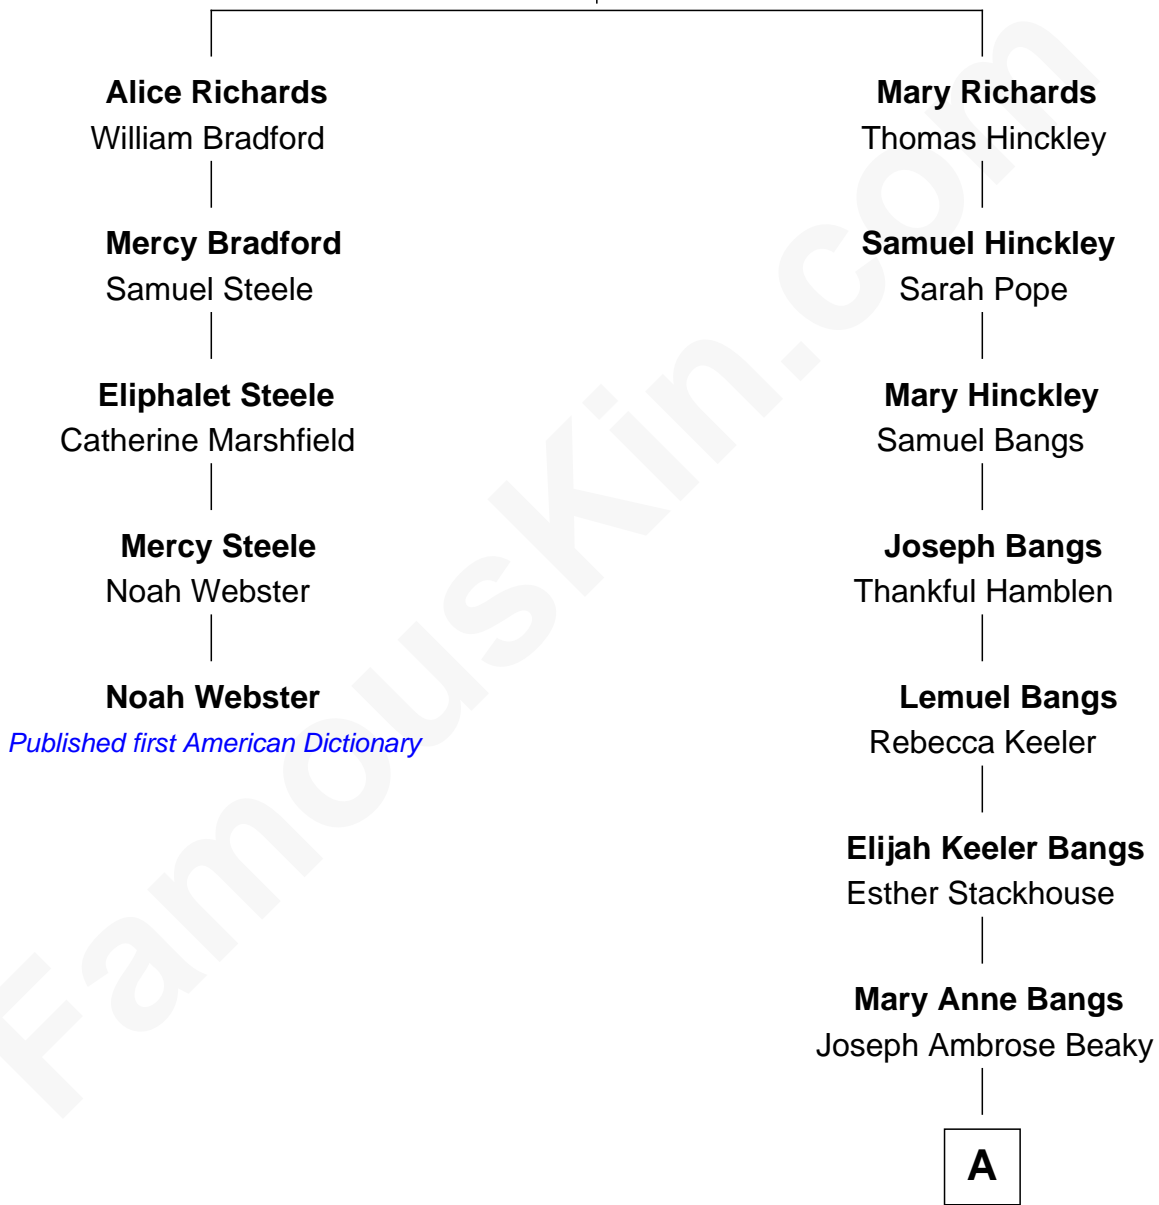 Alice Richards
William Bradford
Mercy Bradford
Samuel Steele
Eliphalet Steele
Catherine Marshfield
Mercy Steele
Noah Webster
Noah Webster
Published first American Dictionary
Mary Richards
Thomas Hinckley
Samuel Hinckley
Sarah Pope
Mary Hinckley
Samuel Bangs
Joseph Bangs
Thankful Hamblen
Lemuel Bangs
Rebecca Keeler
Elijah Keeler Bangs
Esther Stackhouse
Mary Anne Bangs
Joseph Ambrose Beaky
A
FamousKin.com